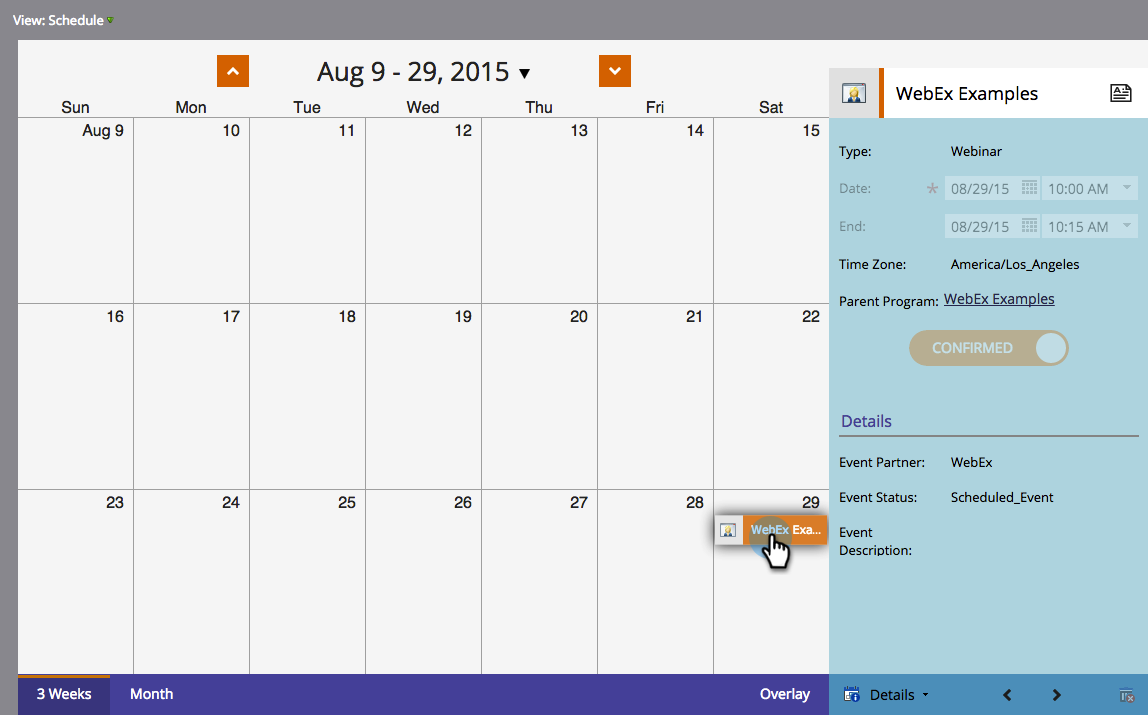 View: Schedule
Aug 9 - 29, 2015
Sun Mon Tue Wed Thu Fri Sat
Aug 9 10 11 12 13 14 15
16 17 18 19 20 21 22
23 24 25 26 27 28 29
WebEx Exa...
3 Weeks Month Overlay
WebEx Examples
Type: Webinar
Date: * 08/29/15 10:00 AM
End: 08/29/15 10:15 AM
Time Zone: America/Los_Angeles
Parent Program: WebEx Examples
CONFIRMED
Details
Event Partner: WebEx
Event Status: Scheduled_Event
Event
Description:
Details